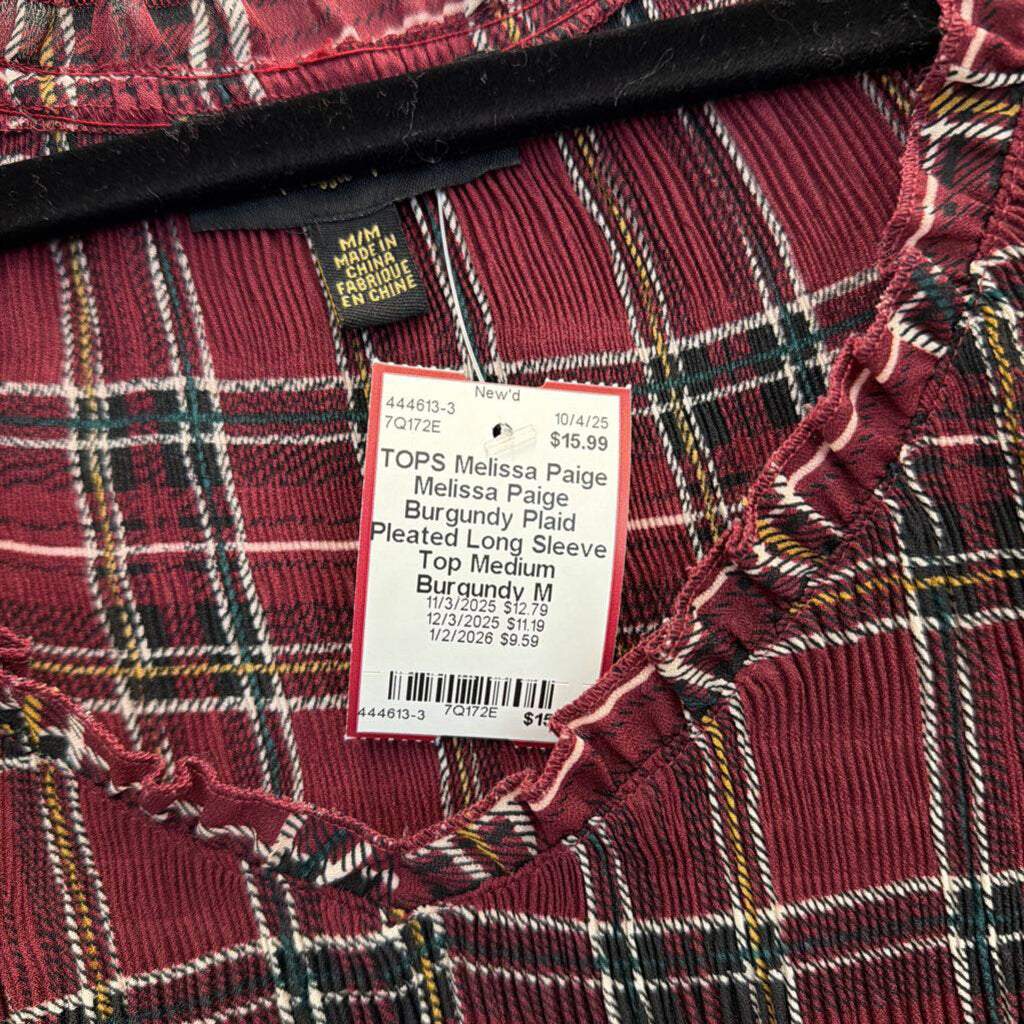 M/M
MADE IN
CHINA
FABRIQUÉ
EN CHINE
New'd
444613-3 10/4/25
7Q172E $15.99
TOPS Melissa Paige
Melissa Paige
Burgundy Plaid
Pleated Long Sleeve
Top Medium
Burgundy M
11/3/2025 $12.79
12/3/2025 $11.19
1/2/2026 $9.59
444613-3 7Q172E $15